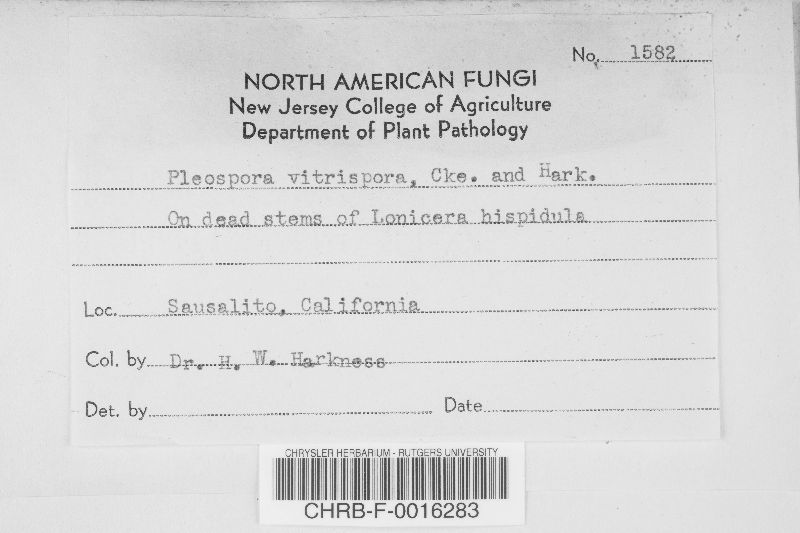 No. 1582
NORTH AMERICAN FUNGI
New Jersey College of Agriculture
Department of Plant Pathology
Pleospora vitrispora, Cke. and Hark.
On dead stems of Lonicera hispidula
Loc. Sausalito, California
Col. by Dr. H. W. Harkness
Det. by Date
CHRYSLER HERBARIUM - RUTGERS UNIVERSITY
CHRB-F-0016283